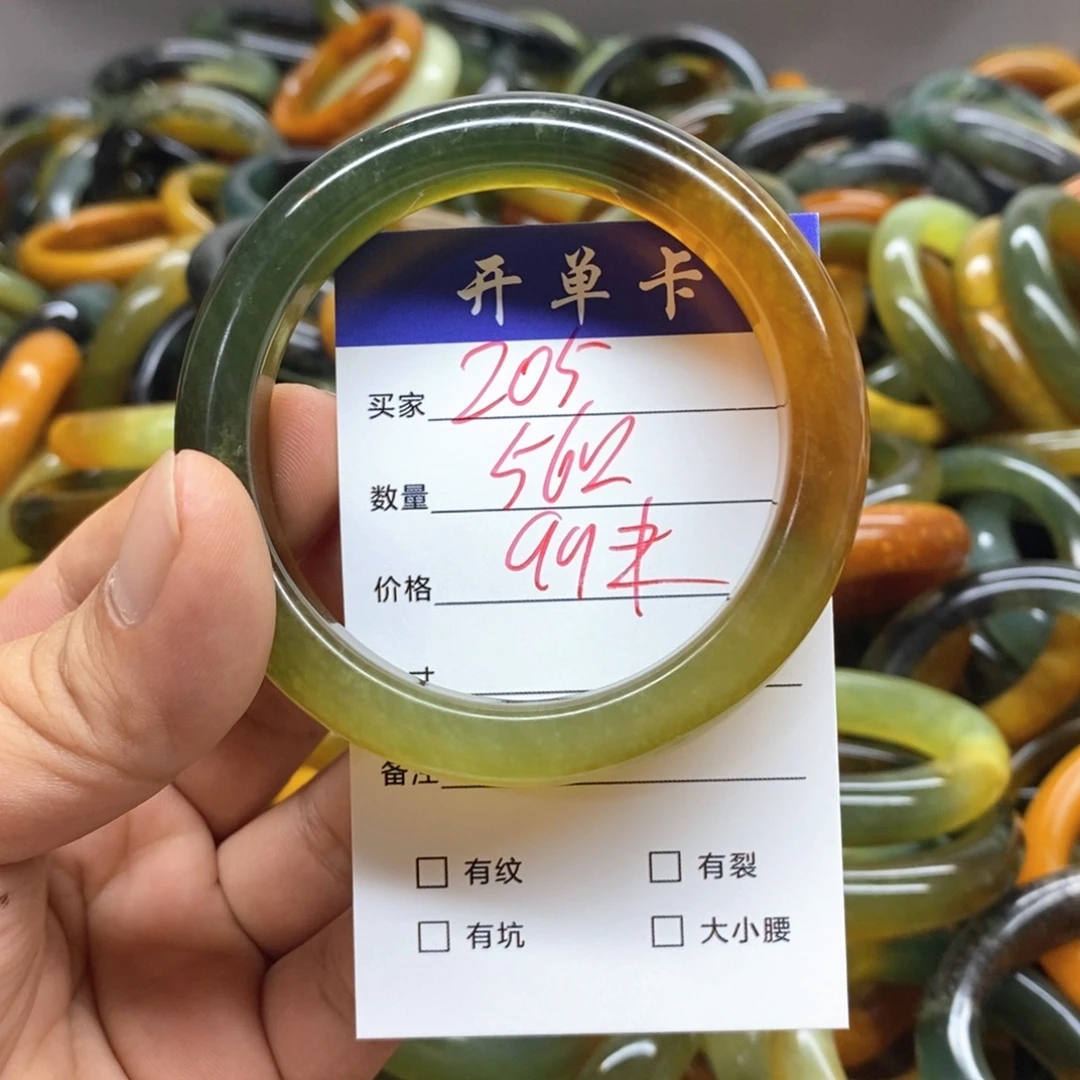 开单卡
买家 205
数量 562
价格 99
寸
备注
有纹 有裂
有坑 大小腰